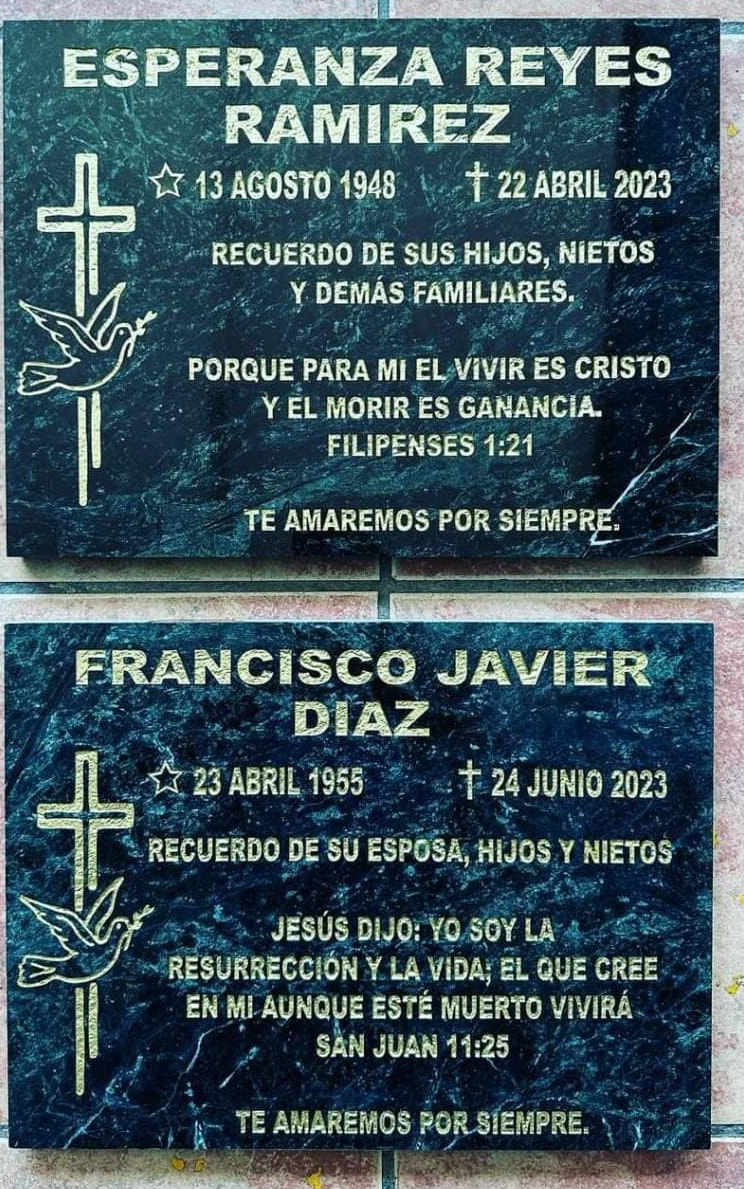 ESPERANZA REYES
RAMIREZ
13 AGOSTO 1948 22 ABRIL 2023
RECUERDO DE SUS HIJOS, NIETOS
Y DEMÁS FAMILIARES.
PORQUE PARA MI EL VIVIR ES CRISTO
Y EL MORIR ES GANANCIA.
FILIPENSES 1:21
TE AMAREMOS POR SIEMPRE.
FRANCISCO JAVIER
DIAZ
23 ABRIL 1955 24 JUNIO 2023
RECUERDO DE SU ESPOSA, HIJOS Y NIETOS
JESÚS DIJO: YO SOY LA
RESURRECCIÓN Y LA VIDA; EL QUE CREE
EN MI AUNQUE ESTÉ MUERTO VIVIRÁ
SAN JUAN 11:25
TE AMAREMOS POR SIEMPRE.